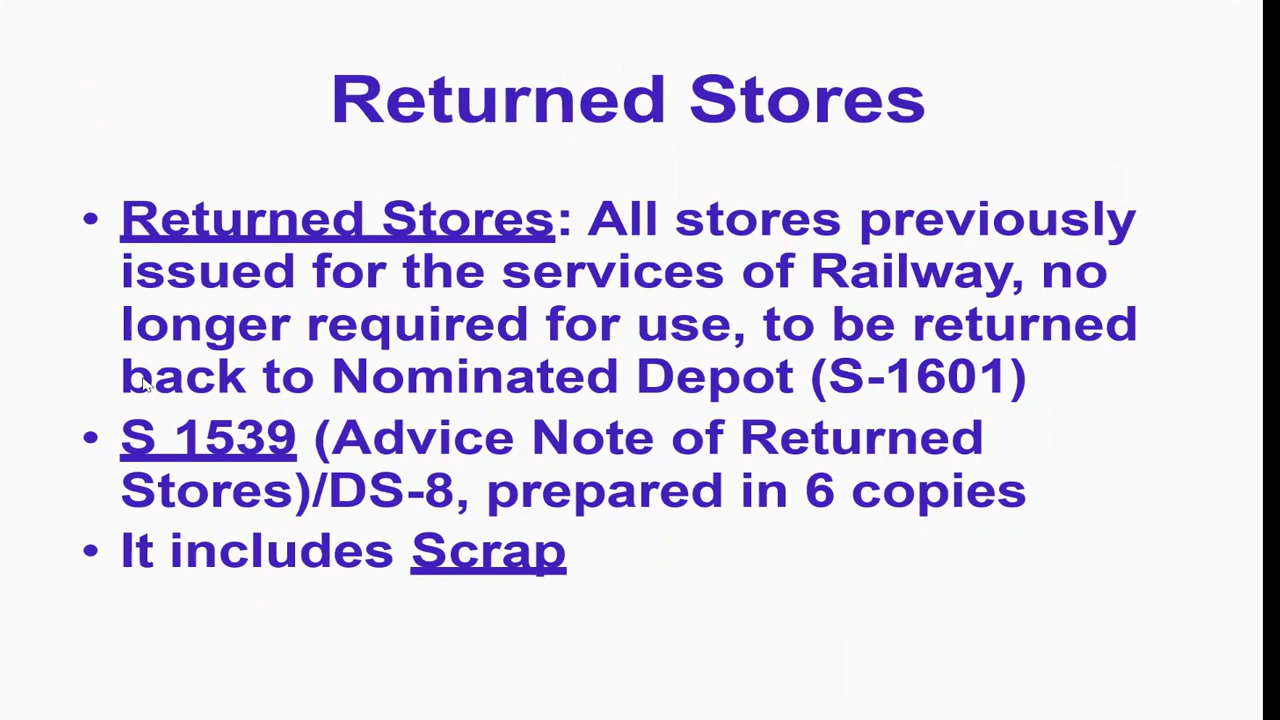 Returned Stores
• Returned Stores: All stores previously
issued for the services of Railway, no
longer required for use, to be returned
back to Nominated Depot (S-1601)
• S 1539 (Advice Note of Returned
Stores)/DS-8, prepared in 6 copies
• It includes Scrap